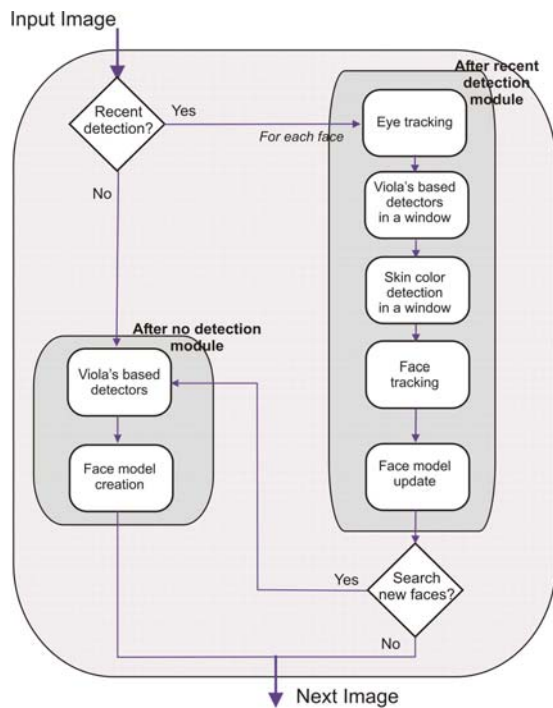 Input Image
Recent
detection?
Yes
For each face
No
After recent
detection
module
Eye tracking
Viola's based
detectors
in a window
Skin color
detection
in a window
Face
tracking
Face model
update
Search
new faces?
Yes
No
After no detection
module
Viola's based
detectors
Face model
creation
Next Image